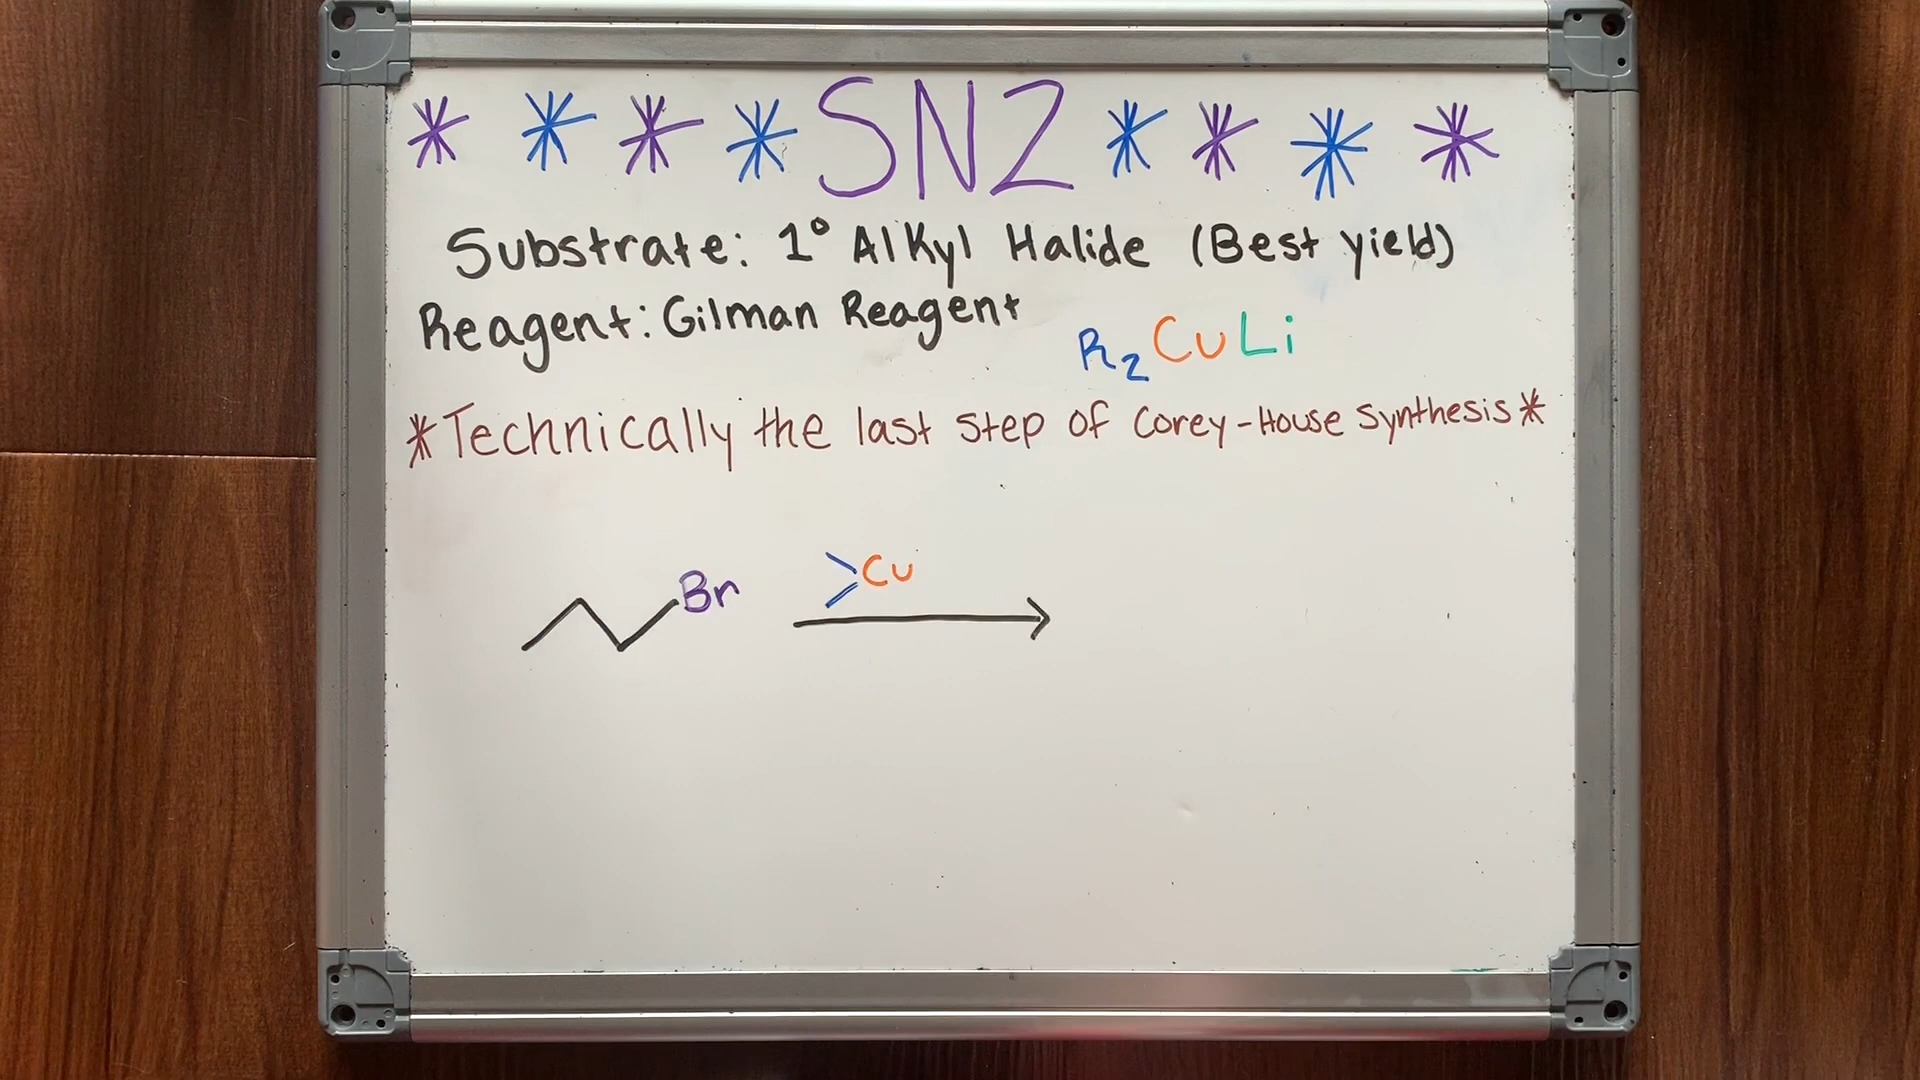 SN2
Substrate: 1° Alkyl Halide (Best yield)
Reagent: Gilman Reagent R₂CuLi
*Technically the last step of Corey-House Synthesis*
Br Cu